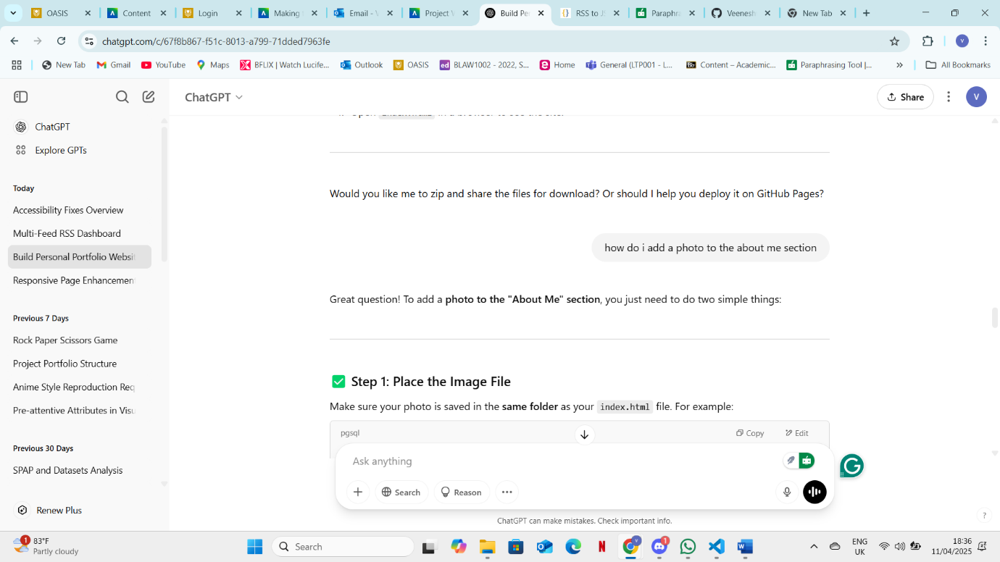 OASIS
Content
Login
Making
Email -
Project
Build Per
RSS to J
Paraphra
Veenesh
New Tab
chatgpt.com/c/67f8b867-f51c-8013-a799-71dded7963fe
V
New Tab
Gmail
YouTube
Maps
BFLIX | Watch Lucife...
Outlook
OASIS
BLAW1002 - 2022, S...
Home
General (LTP001 - L...
Content – Academic...
Paraphrasing Tool |...
All Bookmarks
ChatGPT
Share
V
ChatGPT
Explore GPTs
Today
Accessibility Fixes Overview
Multi-Feed RSS Dashboard
Build Personal Portfolio Websi
Responsive Page Enhancemen
Previous 7 Days
Rock Paper Scissors Game
Project Portfolio Structure
Anime Style Reproduction Req
Pre-attentive Attributes in Visu
Previous 30 Days
SPAP and Datasets Analysis
Renew Plus
Would you like me to zip and share the files for download? Or should I help you deploy it on GitHub Pages?
how do i add a photo to the about me section
Great question! To add a photo to the "About Me" section, you just need to do two simple things:
✅ Step 1: Place the Image File
Make sure your photo is saved in the same folder as your index.html file. For example:
pgsql
Copy
Edit
Ask anything
Search
Reason
ChatGPT can make mistakes. Check important info.
?
1
83°F
Partly cloudy
Search
1
ENG
UK
18:36
11/04/2025